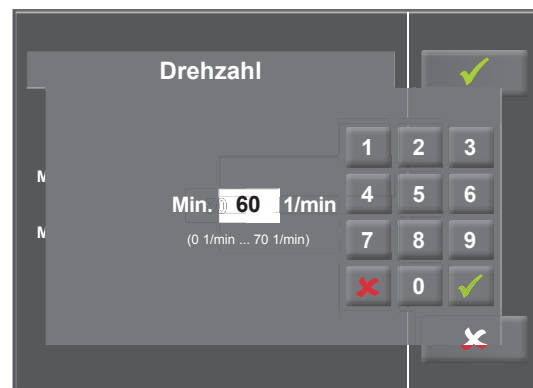 Drehzahl
1 2 3
M
Min. 60 1/min
4 5 6
(0 1/min ... 70 1/min)
M
7 8 9
0